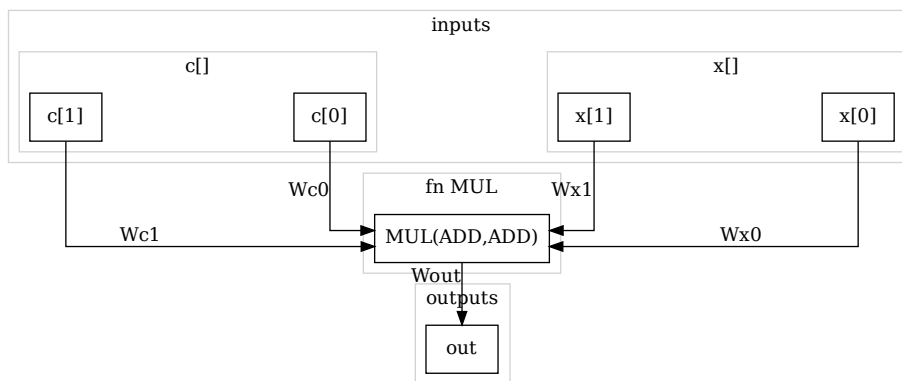 inputs
c[]
x[]
c[1]
c[0]
x[1]
x[0]
Wc0
fn MUL
Wx1
Wc1
MUL(ADD,ADD)
Wx0
Wout
outputs
out